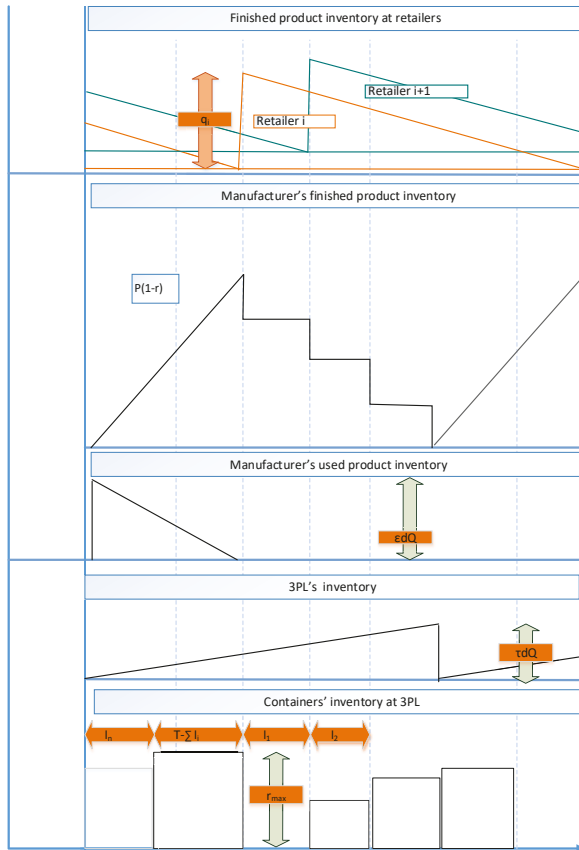 Finished product inventory at retailers
Retailer i+1
qᵢ
Retailer i
Manufacturer's finished product inventory
P(1-r)
Manufacturer's used product inventory
εdQ
3PL's inventory
τdQ
Containers' inventory at 3PL
lₙ
T-∑ lᵢ
l₁
l₂
rₘₐₓ